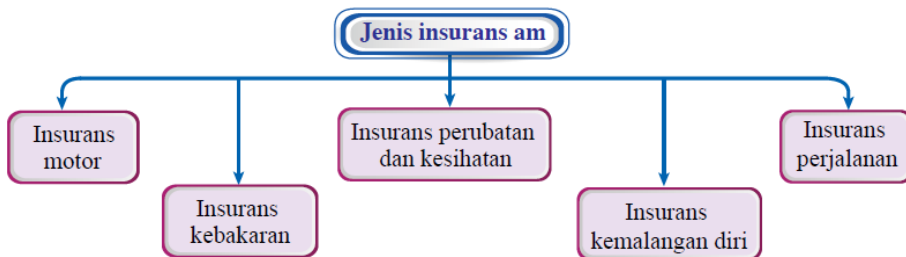 Jenis insurans am
Insurans
motor
Insurans
kebakaran
Insurans perubatan
dan kesihatan
Insurans
kemalangan diri
Insurans
perjalanan